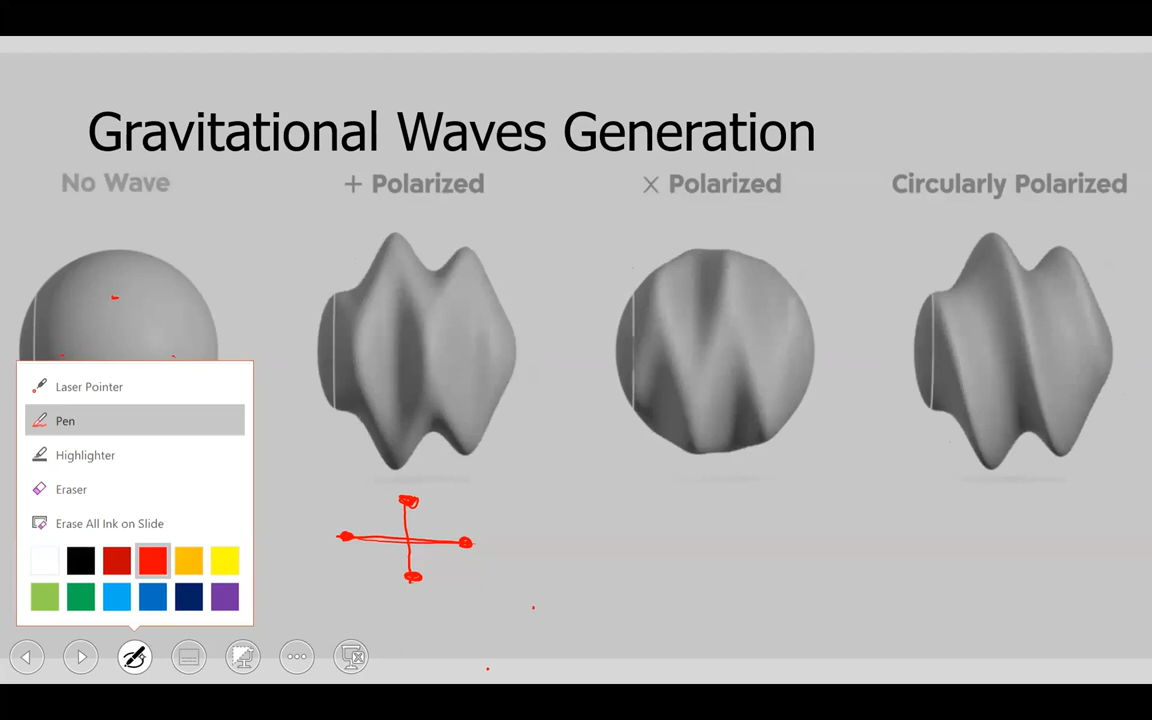 Gravitational Waves Generation
No Wave
+ Polarized
× Polarized
Circularly Polarized
Laser Pointer
Pen
Highlighter
Eraser
Erase All Ink on Slide